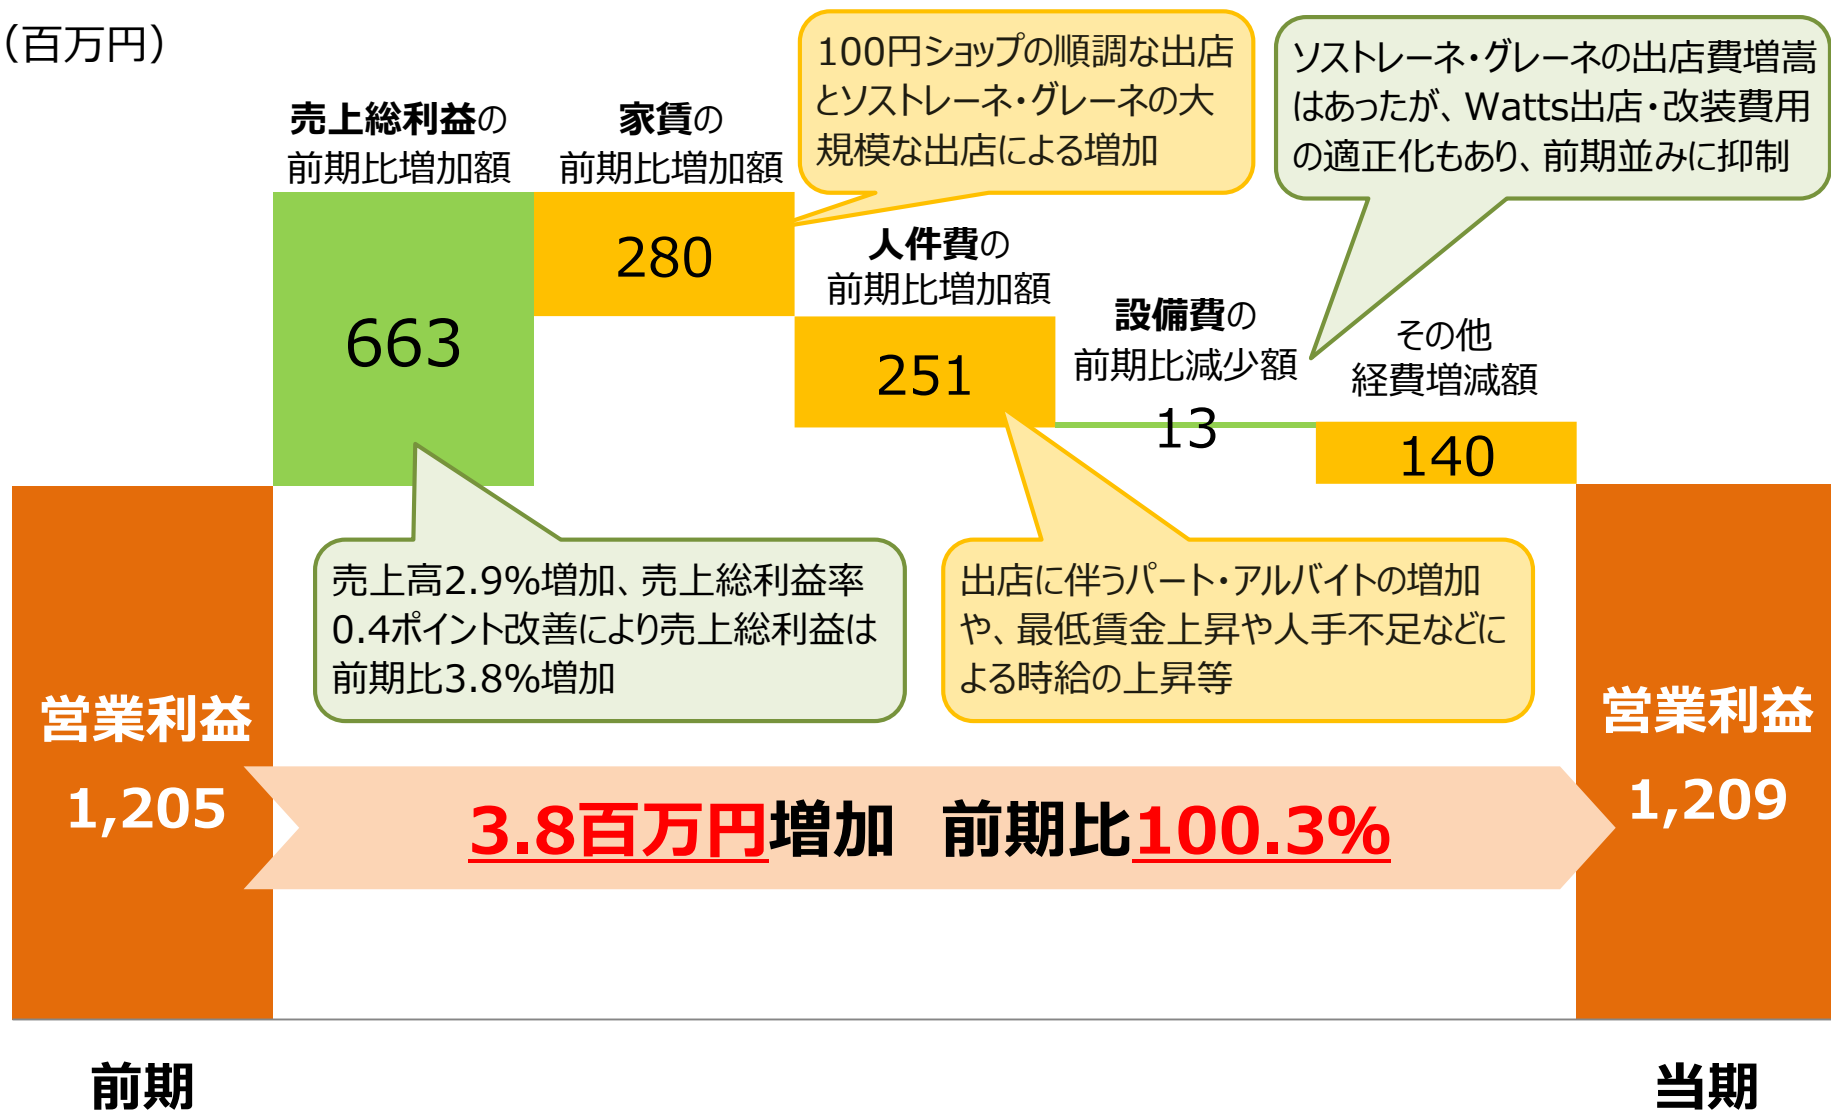 （百万円）
売上総利益の
前期比増加額
663
家賃の
前期比増加額
280
100円ショップの順調な出店
とソストレーネ・グレーネの大
規模な出店による増加
人件費の
前期比増加額
251
設備費の
前期比減少額
13
ソストレーネ・グレーネの出店費増嵩
はあったが、Watts出店・改装費用
の適正化もあり、前期並みに抑制
その他
経費増減額
140
売上高2.9%増加、売上総利益率
0.4ポイント改善により売上総利益は
前期比3.8%増加
出店に伴うパート・アルバイトの増加
や、最低賃金上昇や人手不足などに
よる時給の上昇等
営業利益
1,205
3.8百万円増加　前期比100.3%
営業利益
1,209
前期
当期